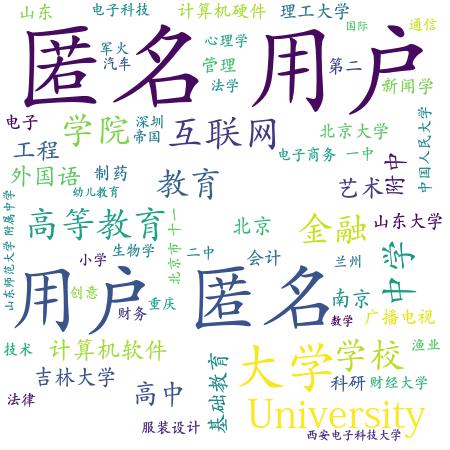 山东 电子科技 计算机硬件 理工大学 国际 通信
匿名 用户
军火 心理学
汽车 管理 第二 新闻学
法学
电子 学院 深圳 互联网 北京大学 中国人民大学
帝国
工程 电子商务 一中
外国语 制药 教育 艺术 附中
幼儿教育
山东师范大学 附属中学
高等教育 北京市 十一 北京 金融 山东大学
小学 生物学 二中 会计 兰州 中学
用户 匿名
创意 重庆 南京
财务 数学 广播电视
技术 计算机软件 基础教育 大学 学校 渔业
吉林大学 高中 科研 财经大学
法律 University
服装设计 西安电子科技大学